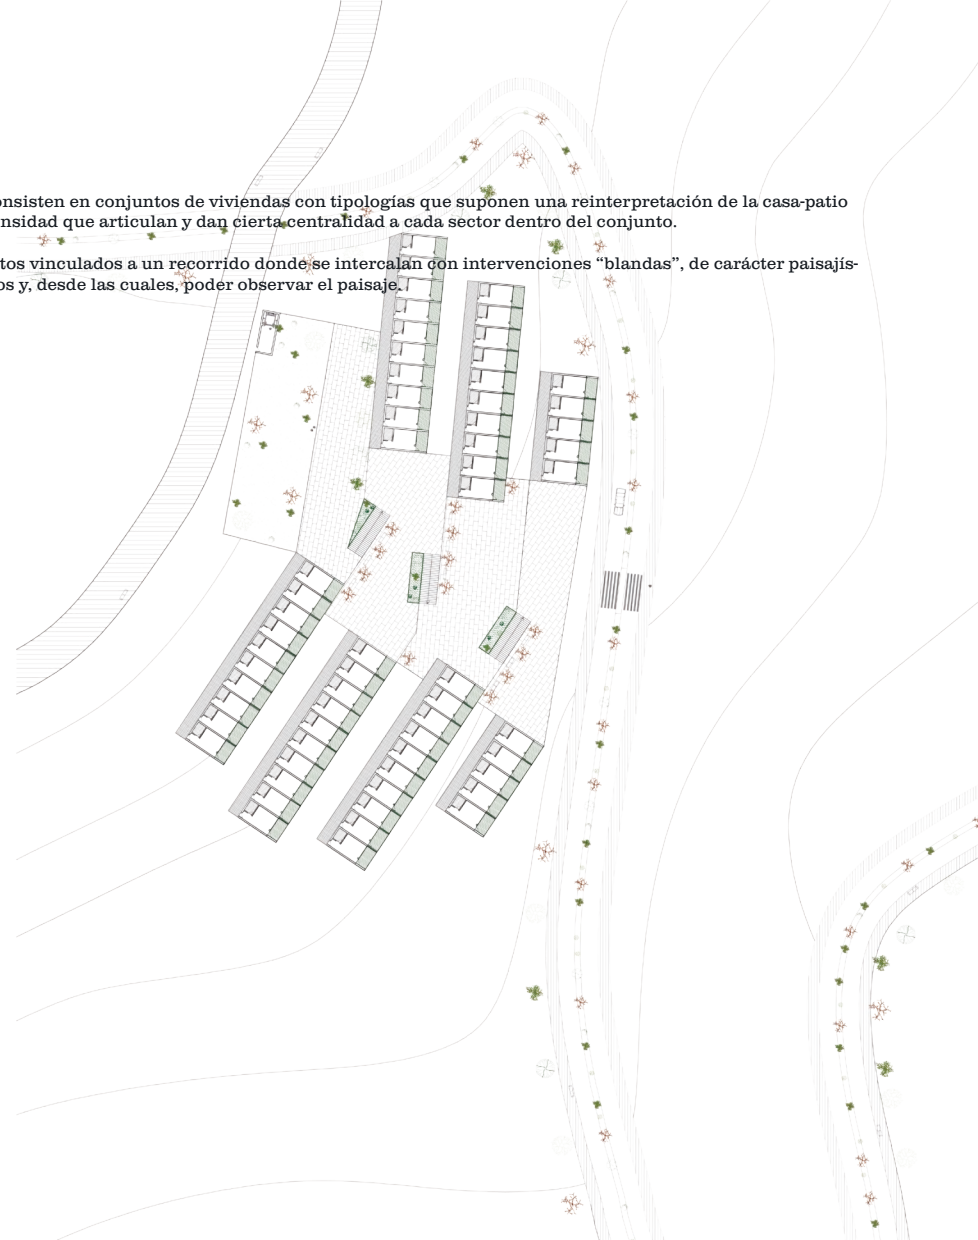 onsisten en conjuntos de viviendas con tipologías que suponen una reinterpretación de la casa-patio
nsidad que articulan y dan cierta centralidad a cada sector dentro del conjunto.
tos vinculados a un recorrido donde se intercalan con intervenciones “blandas”, de carácter paisajís-
os y, desde las cuales, poder observar el paisaje.